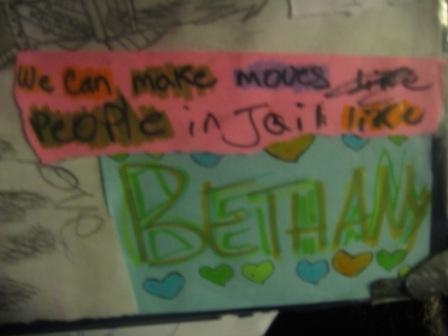 We can make moves like
people in Jail like
BETHANY